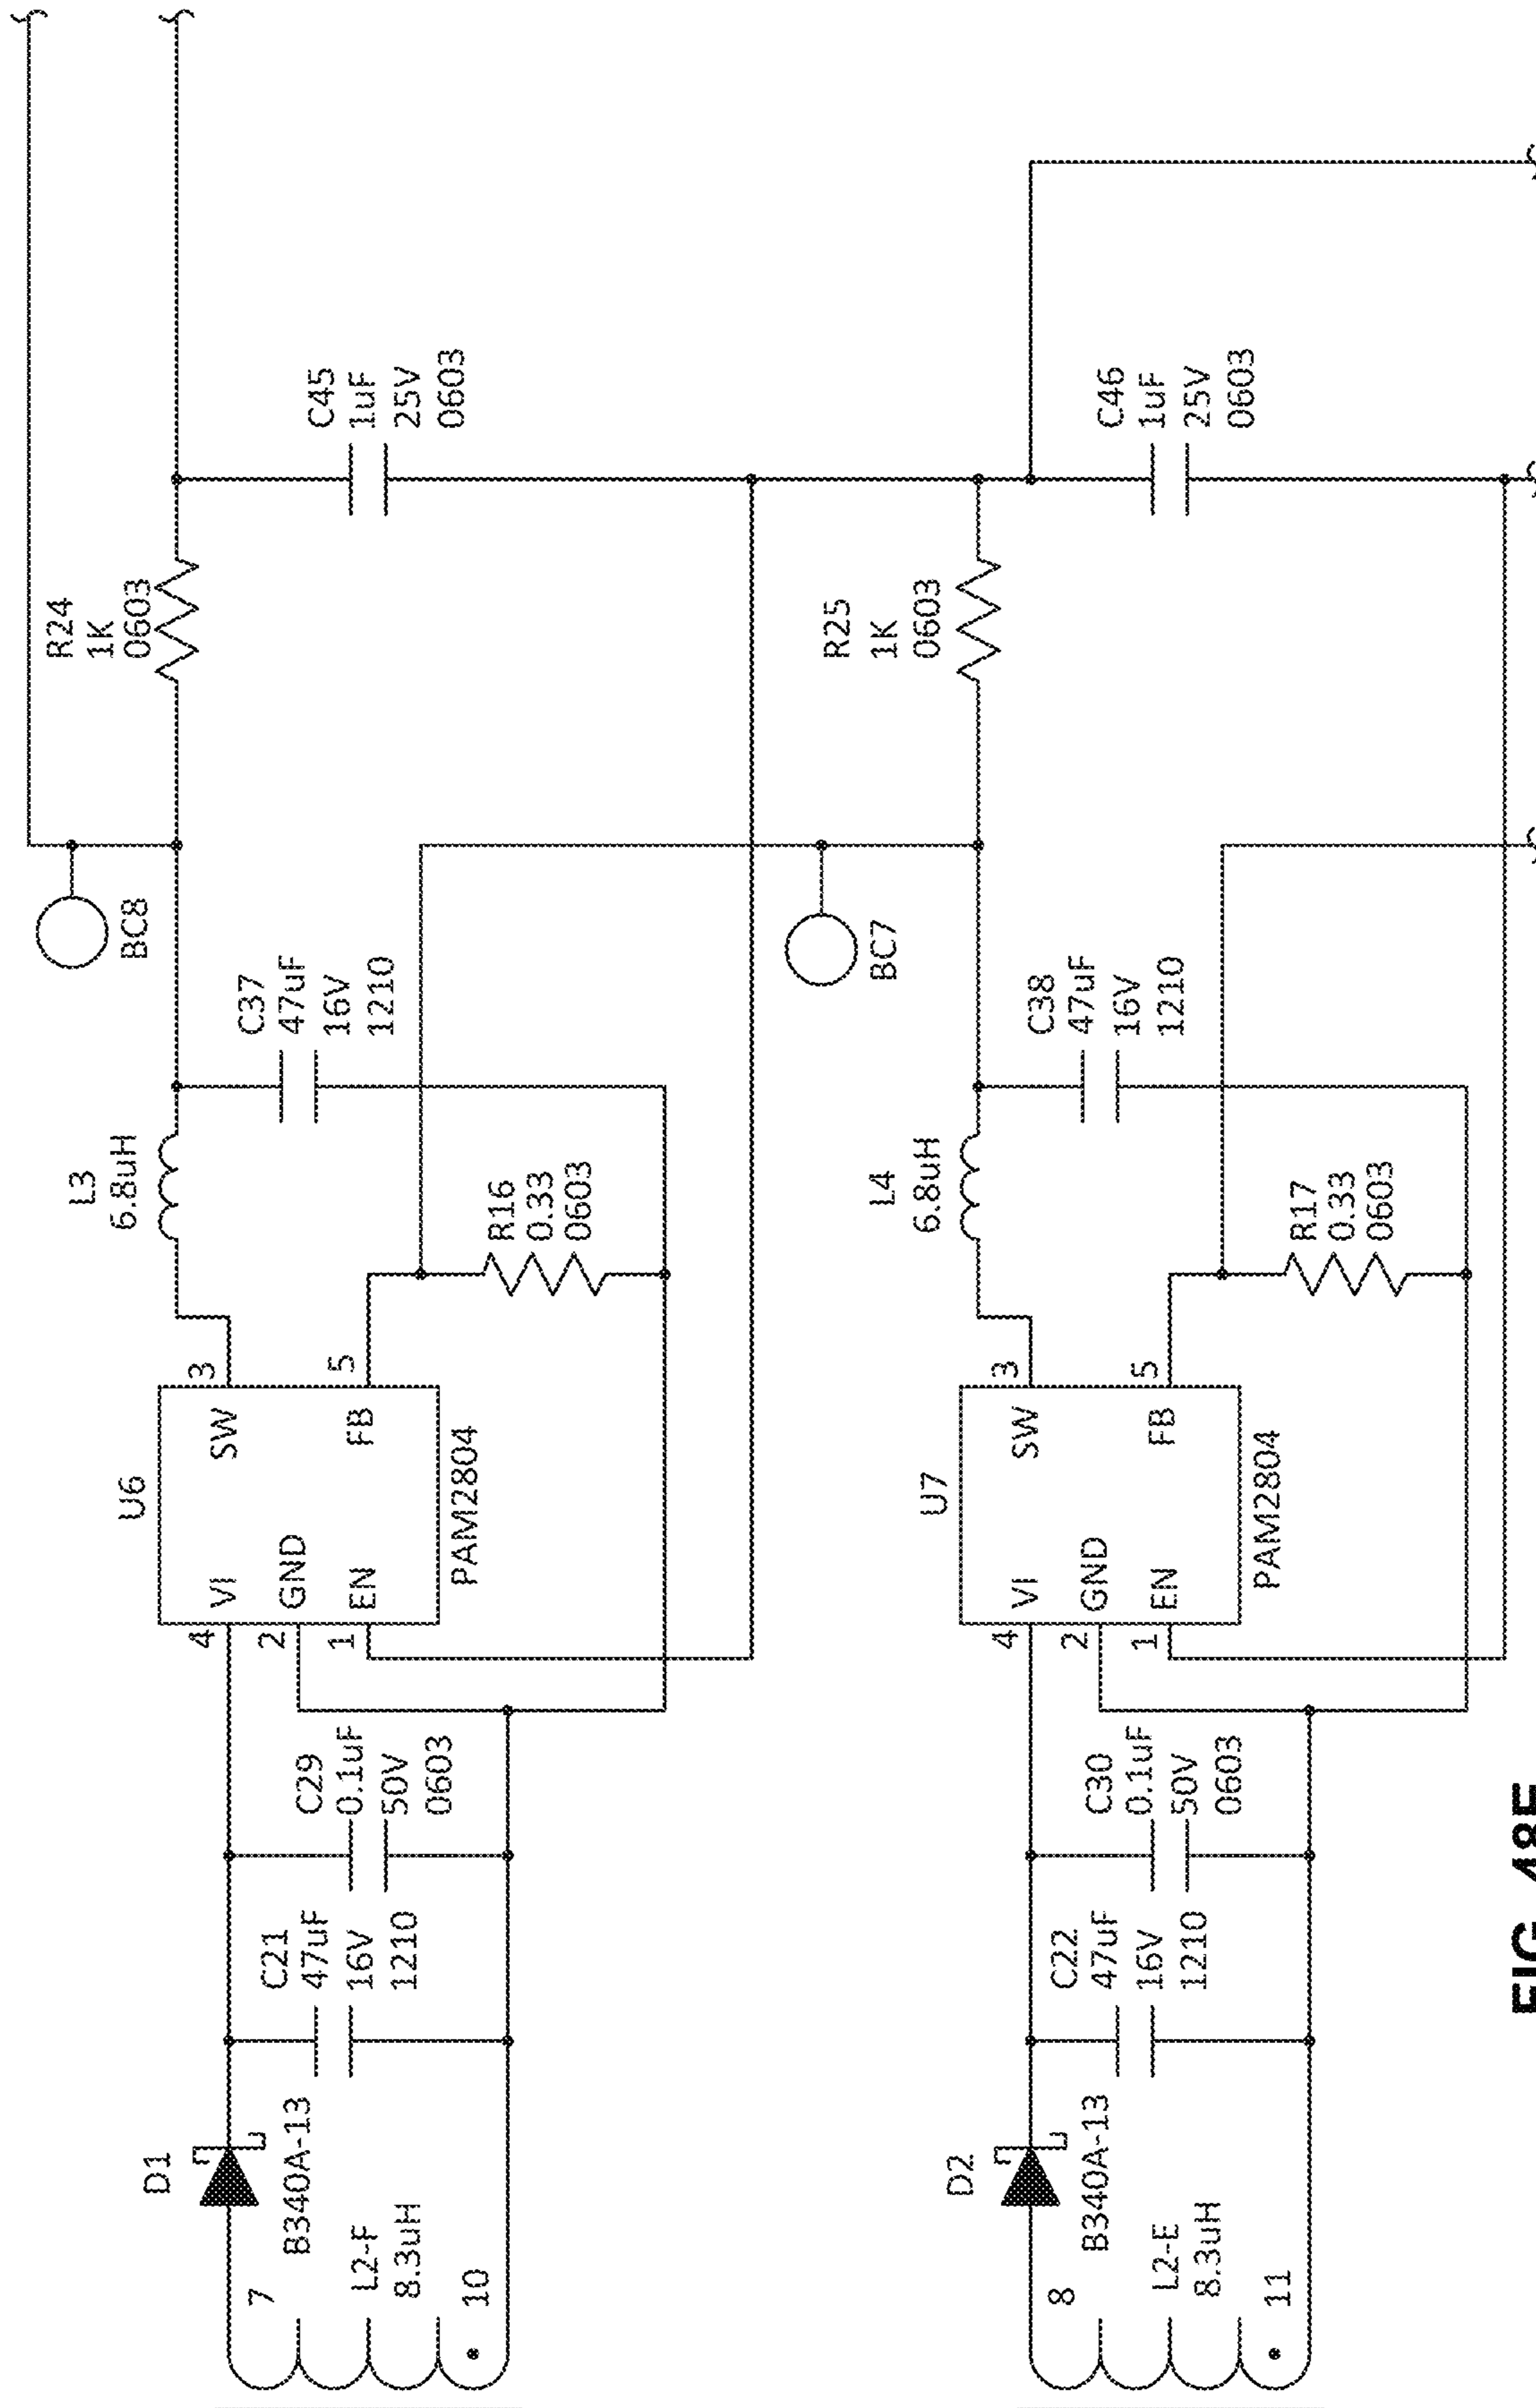 D1
B340A-13
7
L2-F
8.3uH
10
C21
47uF
16V
1210
C29
0.1uF
50V
0603
U6
4
VI
2
GND
1
EN
SW
3
FB
5
PAM2804
L3
6.8uH
R16
0.33
0603
C37
47uF
16V
1210
BC8
R24
1K
0603
C45
1uF
25V
0603
D2
B340A-13
8
L2-E
8.3uH
11
C22
47uF
16V
1210
C30
0.1uF
50V
0603
U7
4
VI
2
GND
1
EN
SW
3
FB
5
PAM2804
L4
6.8uH
R17
0.33
0603
C38
47uF
16V
1210
BC7
R25
1K
0603
C46
1uF
25V
0603
FIG.